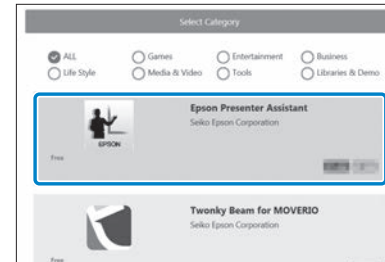 Select Category
ALL Games Entertainment Business
Life Style Media & Video Tools Libraries & Demo
Epson Presenter Assistant
Seiko Epson Corporation
EPSON
Free
Twonky Beam for MOVERIO
Seiko Epson Corporation
Free